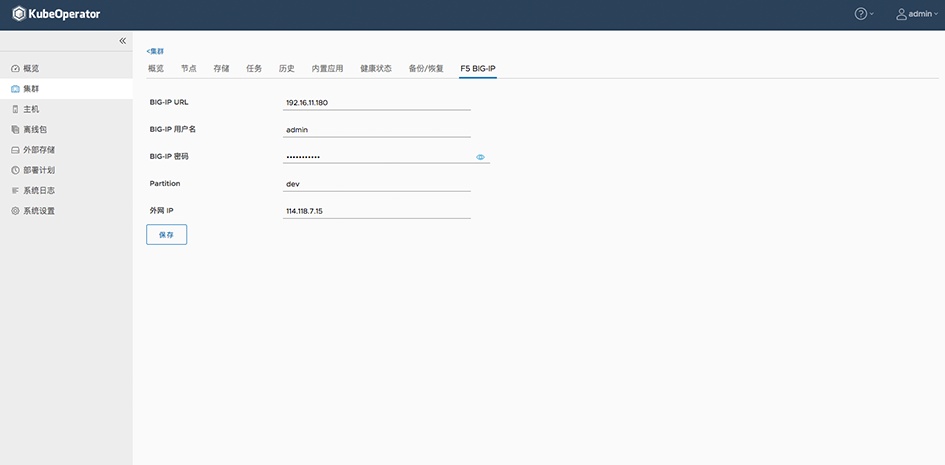 KubeOperator
admin
概览
集群
主机
离线包
外部存储
部署计划
系统日志
系统设置
<集群
概览 节点 存储 任务 历史 内置应用 健康状态 备份/恢复 F5 BIG-IP
BIG-IP URL 192.16.11.180
BIG-IP 用户名 admin
BIG-IP 密码 •••••••••••
Partition dev
外网 IP 114.118.7.15
保存